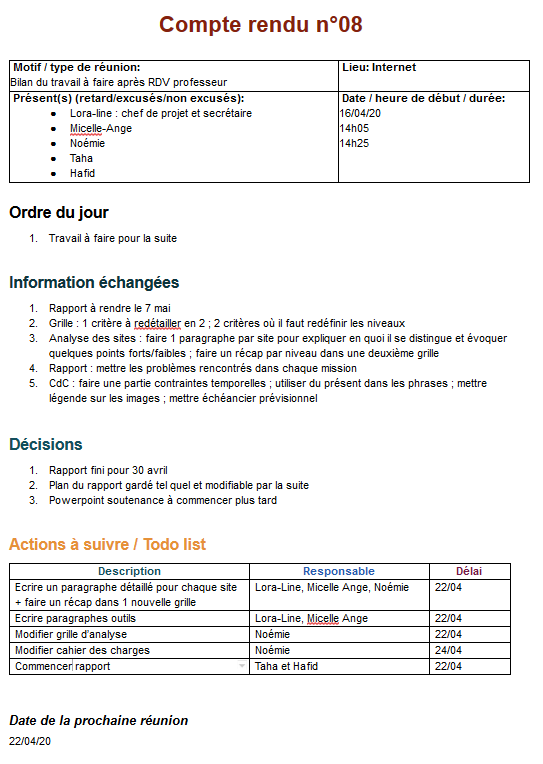 Compte rendu n°08
Motif / type de réunion:
Bilan du travail à faire après RDV professeur
Lieu: Internet
Présent(s) (retard/excusés/non excusés):
● Lora-line : chef de projet et secrétaire
● Micelle-Ange
● Noémie
● Taha
● Hafid
Date / heure de début / durée:
16/04/20
14h05
14h25
Ordre du jour
1. Travail à faire pour la suite
Information échangées
1. Rapport à rendre le 7 mai
2. Grille : 1 critère à redétailler en 2 ; 2 critères où il faut redéfinir les niveaux
3. Analyse des sites : faire 1 paragraphe par site pour expliquer en quoi il se distingue et évoquer
quelques points forts/faibles ; faire un récap par niveau dans une deuxième grille
4. Rapport : mettre les problèmes rencontrés dans chaque mission
5. CdC : faire une partie contraintes temporelles ; utiliser du présent dans les phrases ; mettre
légende sur les images ; mettre échéancier prévisionnel
Décisions
1. Rapport fini pour 30 avril
2. Plan du rapport gardé tel quel et modifiable par la suite
3. Powerpoint soutenance à commencer plus tard
Actions à suivre / Todo list
Description Responsable Délai
Ecrire un paragraphe détaillé pour chaque site Lora-Line, Micelle Ange, Noémie 22/04
+ faire un récap dans 1 nouvelle grille
Ecrire paragraphes outils Lora-Line, Micelle Ange 22/04
Modifier grille d'analyse Noémie 22/04
Modifier cahier des charges Noémie 24/04
Commencer rapport Taha et Hafid 22/04
Date de la prochaine réunion
22/04/20